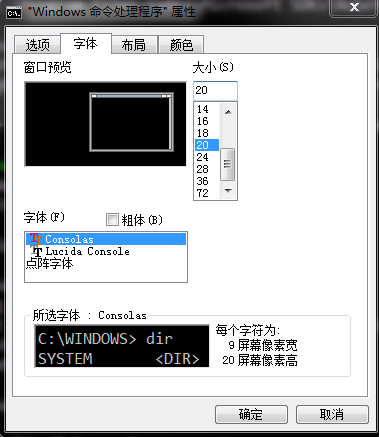 "Windows 命令处理程序" 属性
选项 字体 布局 颜色
窗口预览 大小(S)
20
14
16
18
20
24
28
36
72
字体(F) 粗体(B)
Consolas
Lucida Console
点阵字体
所选字体 : Consolas
C:\WINDOWS> dir
SYSTEM <DIR>
每个字符为:
9 屏幕像素宽
20 屏幕像素高
确定 取消